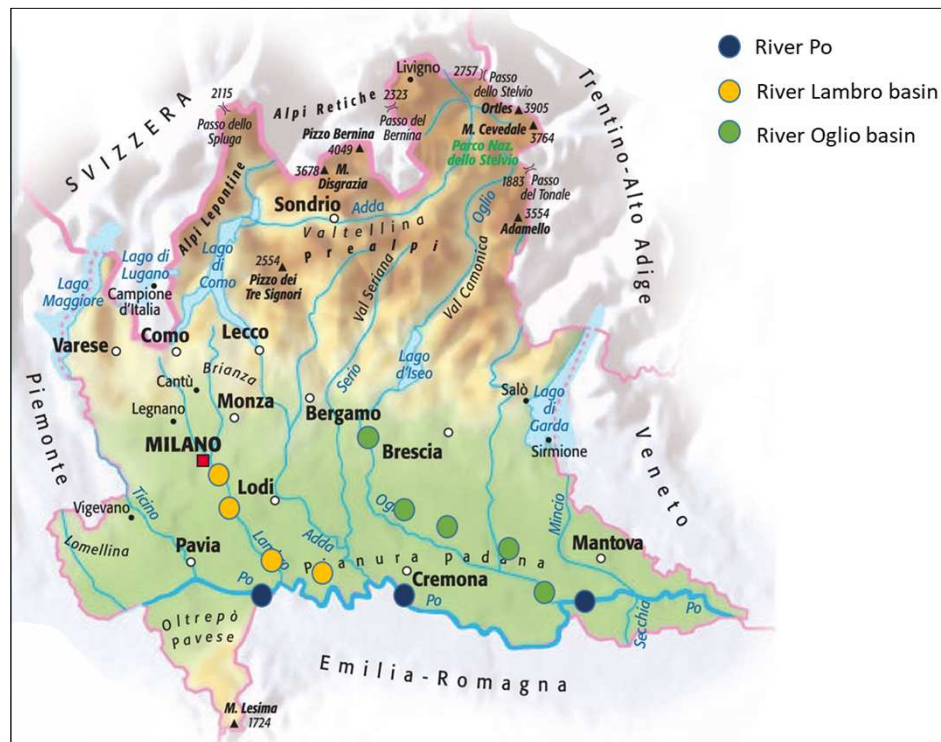 River Po
River Lambro basin
River Oglio basin
SVIZZERA
Trentino-Alto Adige
Piemonte
Veneto
Emilia-Romagna
Livigno
2757
Passo
dello Stelvio
2115
Passo dello
Spluga
Alpi Retiche
2323
Passo del
Bernina
Ortles
3905
M. Cevedale
3764
Pizzo Bernina
4049
Parco Naz.
dello Stelvio
3678
M.
Disgrazia
1883
Passo
del Tonale
Alpi Lepontine
Sondrio
Adda
Valtellina
Oglio
3554
Adamello
Prealpi
Lago di
Lugano
Lago
di
Como
2554
Pizzo dei
Tre Signori
Val Seriana
Val Camonica
Lago
Maggiore
Campione
d'Italia
Varese
Como
Lecco
Serio
Lago
d'Iseo
Cantù
Brianza
Salò
Lago
di
Garda
Legnano
Monza
Bergamo
Brescia
Sirmione
MILANO
Ticino
Lodi
Mincio
Vigevano
Adda
Lomellina
Pavia
Pianura padana
Mantova
Cremona
Po
Po
Po
Oltrepò
Pavese
Secchia
M. Lesima
1724